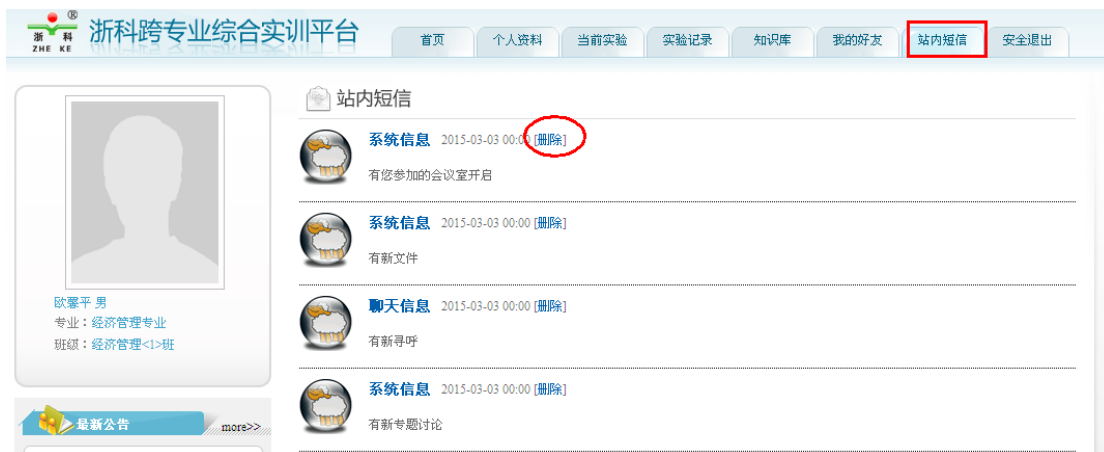 ®
浙 科
ZHE KE
浙科跨专业综合实训平台
首页 个人资料 当前实验 实验记录 知识库 我的好友 站内短信 安全退出
站内短信
系统信息 2015-03-03 00:00 [删除]
有您参加的会议室开启
系统信息 2015-03-03 00:00 [删除]
有新文件
聊天信息 2015-03-03 00:00 [删除]
有新寻呼
系统信息 2015-03-03 00:00 [删除]
有新专题讨论
欧馨平 男
专业：经济管理专业
班级：经济管理<1>班
最新公告 more>>